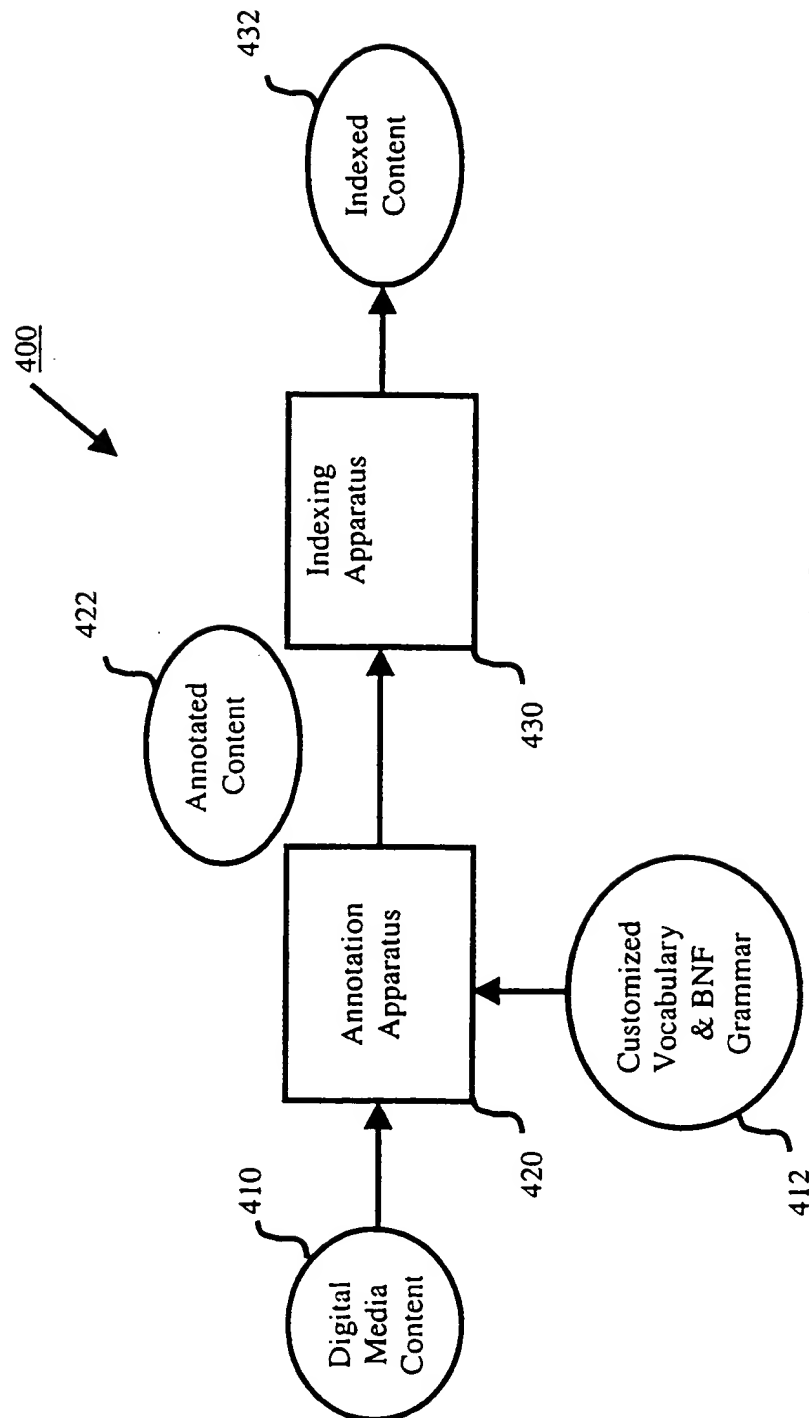 400
410
Digital
Media
Content
Annotation
Apparatus
420
Customized
Vocabulary
& BNF
Grammar
412
422
Annotated
Content
Indexing
Apparatus
430
432
Indexed
Content